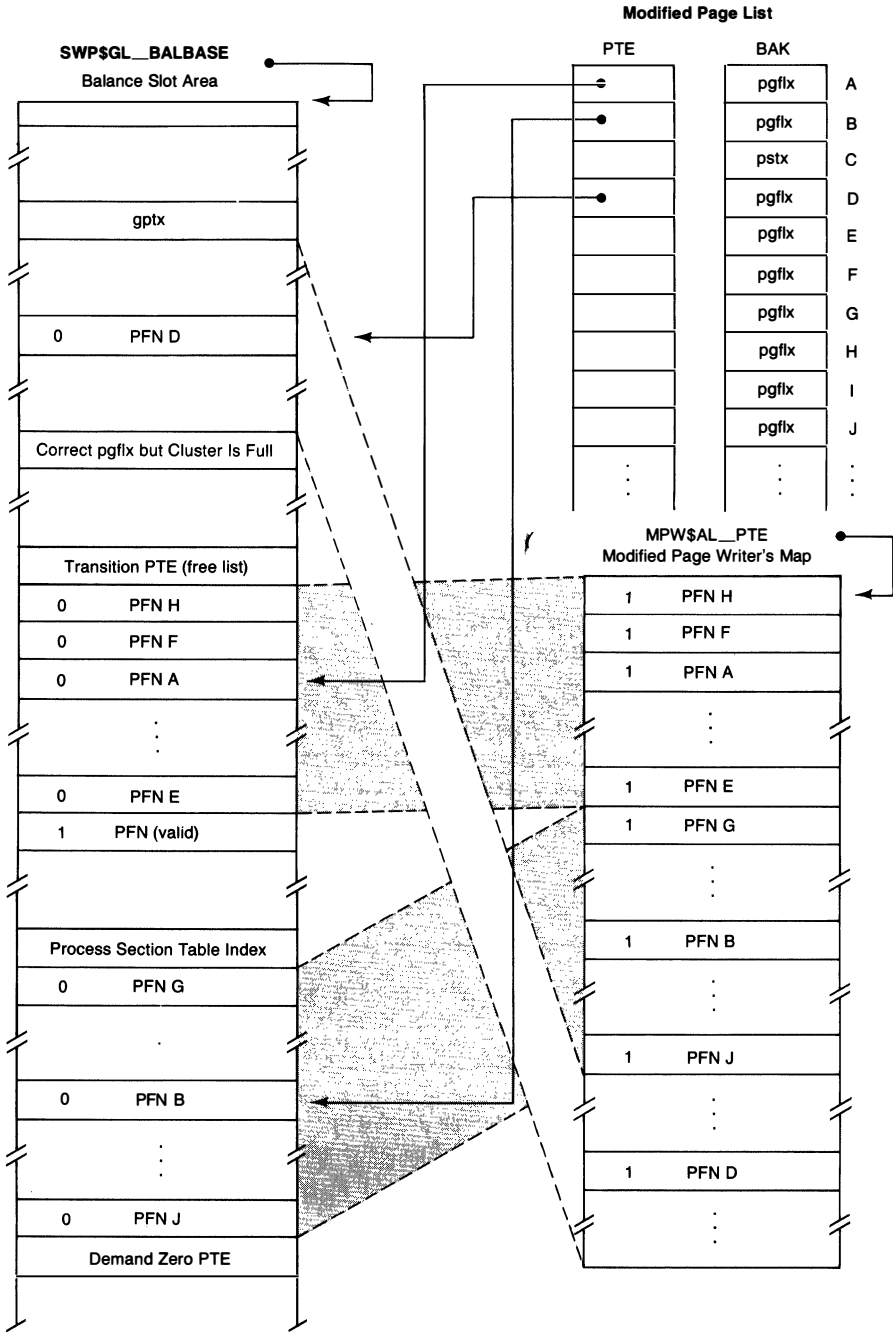 Modified Page List
PTE BAK
pgflx A
pgflx B
pstx C
pgflx D
pgflx E
pgflx F
pgflx G
pgflx H
pgflx I
pgflx J
SWP$GL__BALBASE
Balance Slot Area
gptx
0 PFN D
Correct pgflx but Cluster Is Full
Transition PTE (free list)
0 PFN H
0 PFN F
0 PFN A
0 PFN E
1 PFN (valid)
Process Section Table Index
0 PFN G
0 PFN B
0 PFN J
Demand Zero PTE
MPW$AL__PTE
Modified Page Writer's Map
1 PFN H
1 PFN F
1 PFN A
1 PFN E
1 PFN G
1 PFN B
1 PFN J
1 PFN D